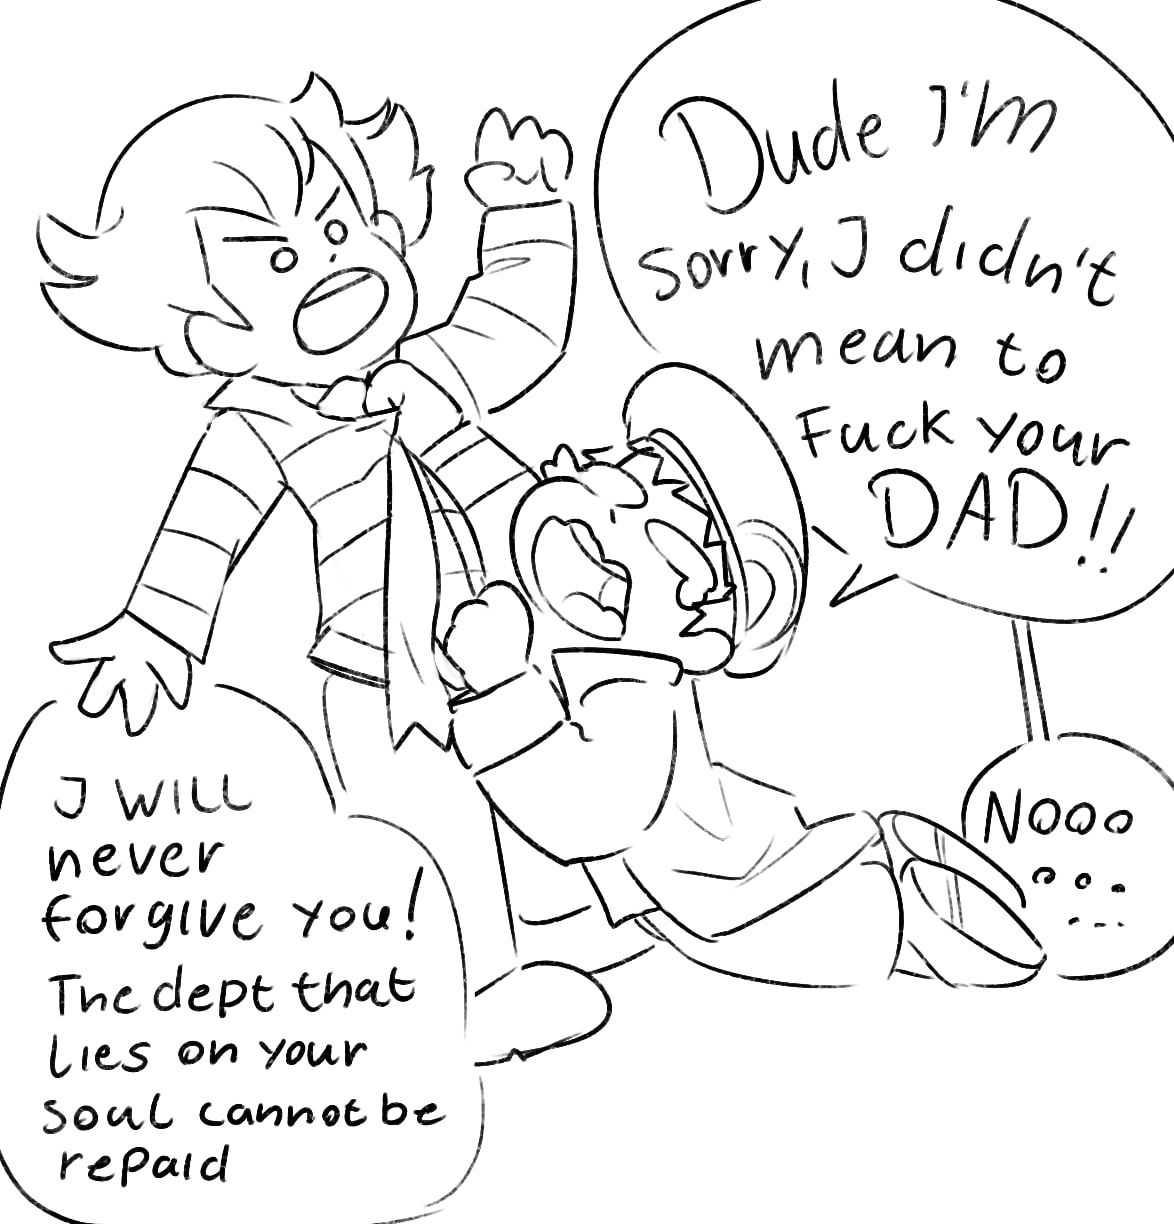 Dude I'm
sorry, I didn't
mean to
Fuck your
DAD!!
Nooo
ooo
...
I WILL
never
forgive you!
The dept that
lies on your
soul cannot be
repaid